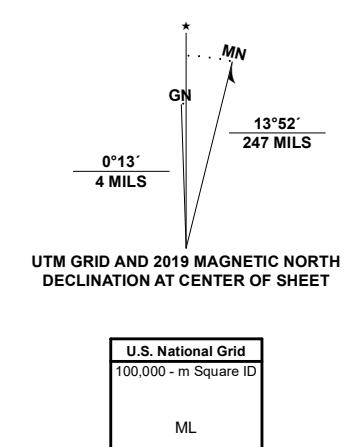 ★
MN
GN
13°52´
247 MILS
0°13´
4 MILS
UTM GRID AND 2019 MAGNETIC NORTH
DECLINATION AT CENTER OF SHEET
U.S. National Grid
100,000 - m Square ID
ML